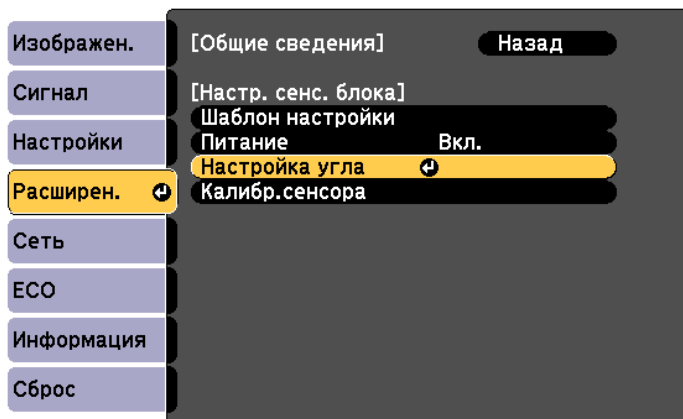 Изображен.
Сигнал
Настройки
Расширен.
Сеть
ECO
Информация
Сброс
[Общие сведения] Назад
[Настр. сенс. блока]
Шаблон настройки
Питание Вкл.
Настройка угла
Калибр.сенсора